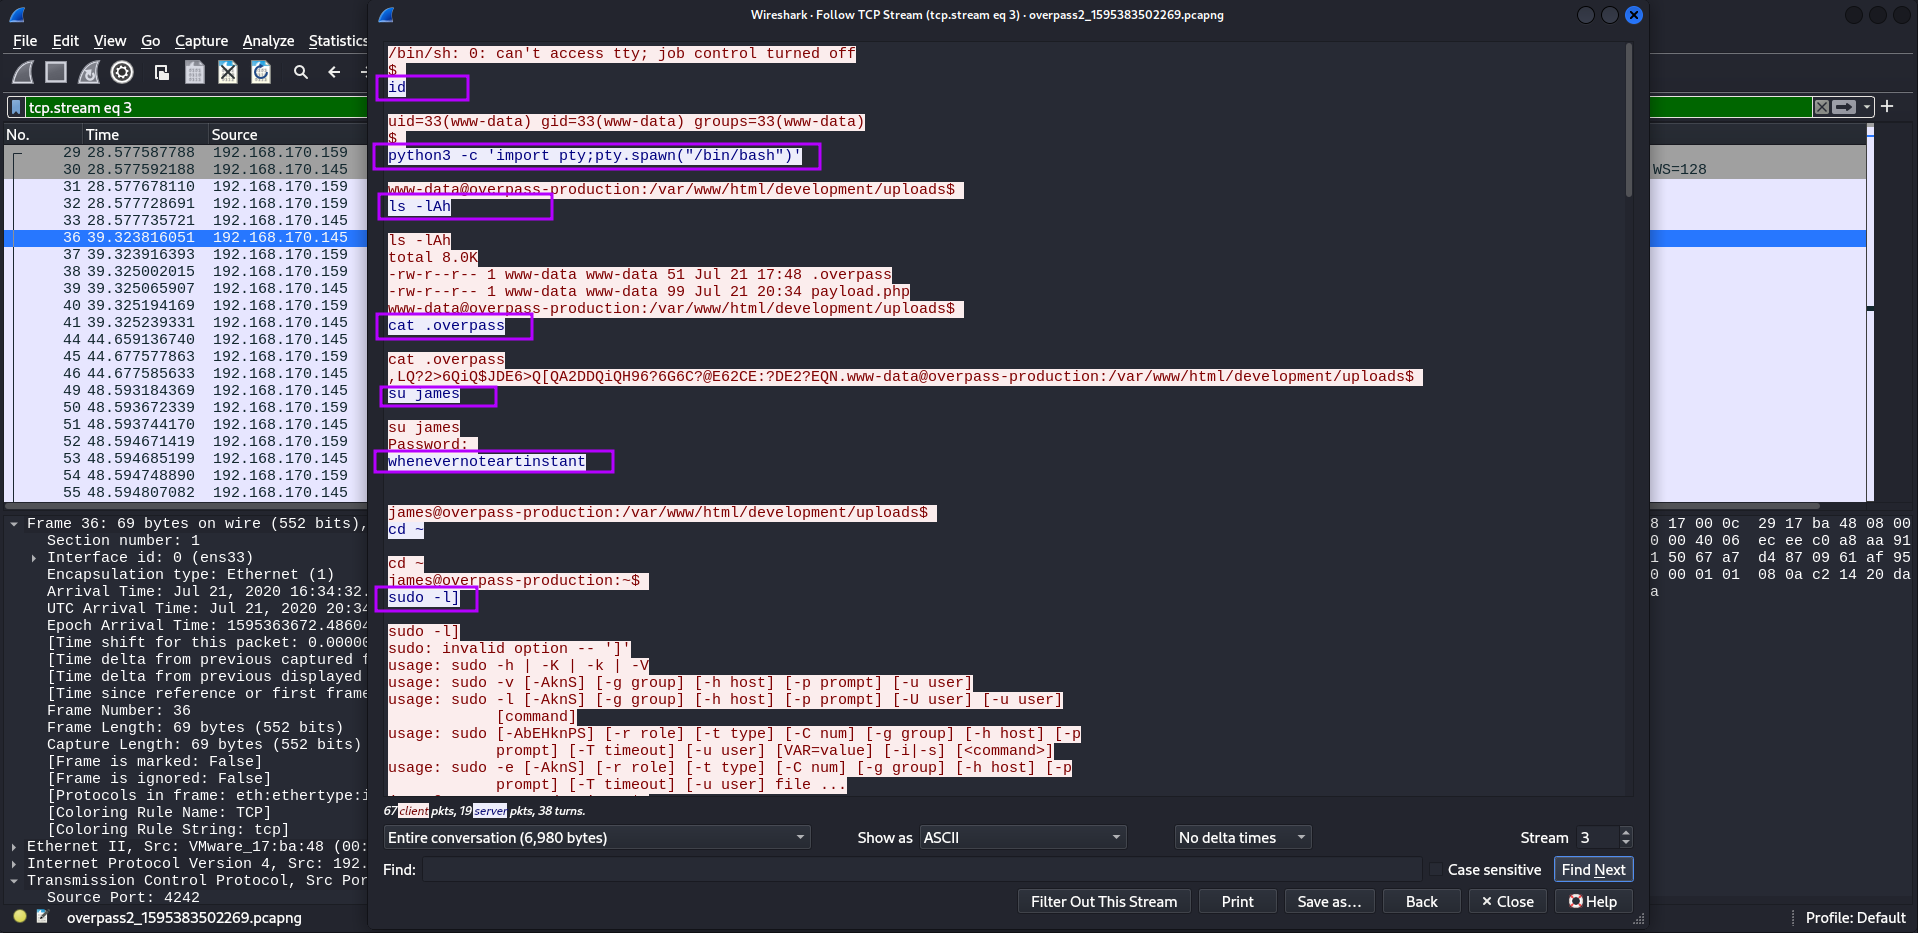 Wireshark · Follow TCP Stream (tcp.stream eq 3) · overpass2_1595383502269.pcapng
File Edit View Go Capture Analyze Statistics
tcp.stream eq 3
No. Time Source
29 28.577587788 192.168.170.159
30 28.577592188 192.168.170.145
WS=128
31 28.577678110 192.168.170.159
32 28.577728691 192.168.170.159
33 28.577735721 192.168.170.145
36 39.323816051 192.168.170.145
37 39.323916393 192.168.170.159
38 39.325002015 192.168.170.159
39 39.325065907 192.168.170.145
40 39.325194169 192.168.170.159
41 39.325239331 192.168.170.145
44 44.659136740 192.168.170.145
45 44.677577863 192.168.170.159
46 44.677585633 192.168.170.145
49 48.593184369 192.168.170.145
50 48.593672339 192.168.170.159
51 48.593744170 192.168.170.145
52 48.594671419 192.168.170.159
53 48.594685199 192.168.170.145
54 48.594748890 192.168.170.159
55 48.594807082 192.168.170.145
Frame 36: 69 bytes on wire (552 bits),
Section number: 1
Interface id: 0 (ens33)
Encapsulation type: Ethernet (1)
Arrival Time: Jul 21, 2020 16:34:32.
UTC Arrival Time: Jul 21, 2020 20:34
Epoch Arrival Time: 1595363672.48604
[Time shift for this packet: 0.00000
[Time delta from previous captured f
[Time delta from previous displayed
[Time since reference or first frame
Frame Number: 36
Frame Length: 69 bytes (552 bits)
Capture Length: 69 bytes (552 bits)
[Frame is marked: False]
[Frame is ignored: False]
[Protocols in frame: eth:ethertype:i
[Coloring Rule Name: TCP]
[Coloring Rule String: tcp]
Ethernet II, Src: VMware_17:ba:48 (00:
Internet Protocol Version 4, Src: 192.
Transmission Control Protocol, Src Por
Source Port: 4242
/bin/sh: 0: can't access tty; job control turned off
$
id
uid=33(www-data) gid=33(www-data) groups=33(www-data)
$
python3 -c 'import pty;pty.spawn("/bin/bash")'
www-data@overpass-production:/var/www/html/development/uploads$
ls -lAh
ls -lAh
total 8.0K
-rw-r--r-- 1 www-data www-data 51 Jul 21 17:48 .overpass
-rw-r--r-- 1 www-data www-data 99 Jul 21 20:34 payload.php
www-data@overpass-production:/var/www/html/development/uploads$
cat .overpass
cat .overpass
,LQ?2>6QiQ$JDE6>Q[QA2DDQiQH96?6G6C?@E62CE:?DE2?EQN.www-data@overpass-production:/var/www/html/development/uploads$
su james
su james
Password:
whenevernoteartinstant
james@overpass-production:/var/www/html/development/uploads$
cd ~
cd ~
james@overpass-production:~$
sudo -l]
sudo -l]
sudo: invalid option -- ']'
usage: sudo -h | -K | -k | -V
usage: sudo -v [-AknS] [-g group] [-h host] [-p prompt] [-u user]
usage: sudo -l [-AknS] [-g group] [-h host] [-p prompt] [-U user] [-u user]
[command]
usage: sudo [-AbEHknPS] [-r role] [-t type] [-C num] [-g group] [-h host] [-p
prompt] [-T timeout] [-u user] [VAR=value] [-i|-s] [<command>]
usage: sudo -e [-AknS] [-r role] [-t type] [-C num] [-g group] [-h host] [-p
prompt] [-T timeout] [-u user] file ...
8 17 00 0c 29 17 ba 48 08 00
0 00 40 06 ec ee c0 a8 aa 91
1 50 67 a7 d4 87 09 61 af 95
0 00 01 01 08 0a c2 14 20 da
a
67 client pkts, 19 server pkts, 38 turns.
Entire conversation (6,980 bytes) Show as ASCII No delta times Stream 3
Find: Case sensitive Find Next
Filter Out This Stream Print Save as… Back Close Help
overpass2_1595383502269.pcapng Profile: Default